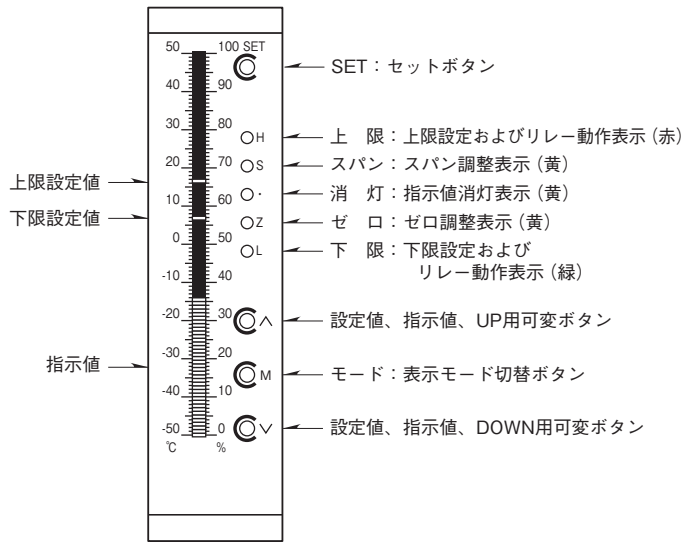 50 100 SET
SET：セットボタン
40 90
30 80
H
上　限：上限設定およびリレー動作表示（赤）
20 70
S
スパン：スパン調整表示（黄）
上限設定値
・
消　灯：指示値消灯表示（黄）
10 60
下限設定値
Z
ゼ　ロ：ゼロ調整表示（黄）
0 50
L
下　限：下限設定および
リレー動作表示（緑）
-10 40
-20 30
設定値、指示値、UP用可変ボタン
-30 20
指示値
M
モード：表示モード切替ボタン
-40 10
-50 0
設定値、指示値、DOWN用可変ボタン
℃ %